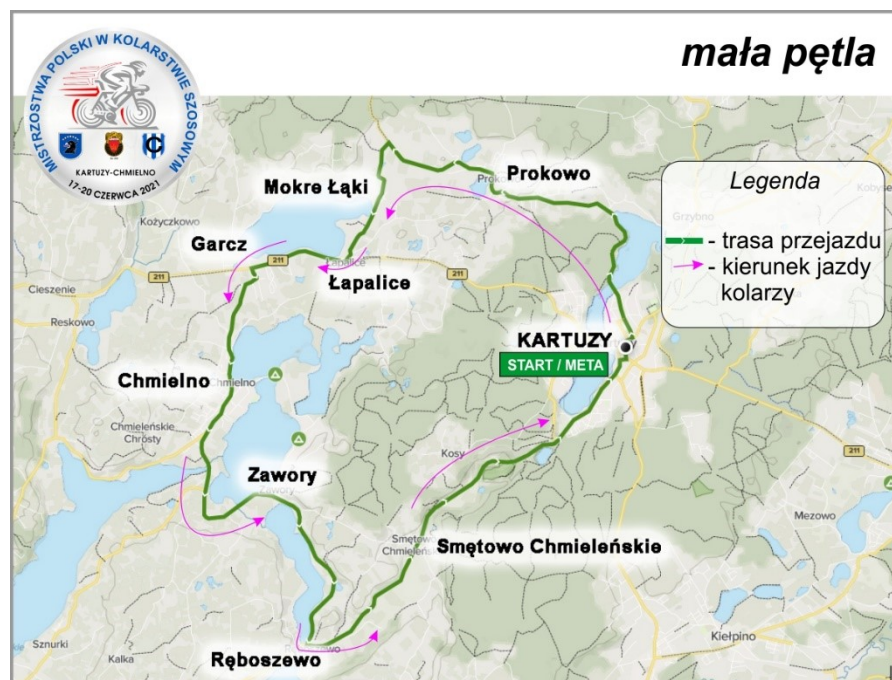 mała pętla
MISTRZOSTWA POLSKI W KOLARSTWIE SZOSOWYM
KARTUZY-CHMIELNO
17-20 CZERWCA 2021
Legenda
- trasa przejazdu
- kierunek jazdy
kolarzy
Prokowo
Mokre Łąki
Kożyczkowo
Grzybno
Garcz
211
211
211
Łapalice
Łapalice
Cieszenie
Reskowo
KARTUZY
START / META
Chmielno
Chmielno
Chmieleńskie
Chrósty
Kosy
211
Zawory
Zawory
Mezowo
Smętowo
Chmieleńskie
Smętowo Chmieleńskie
Sznurki
Kalka
Ręboszewo
Kiełpino